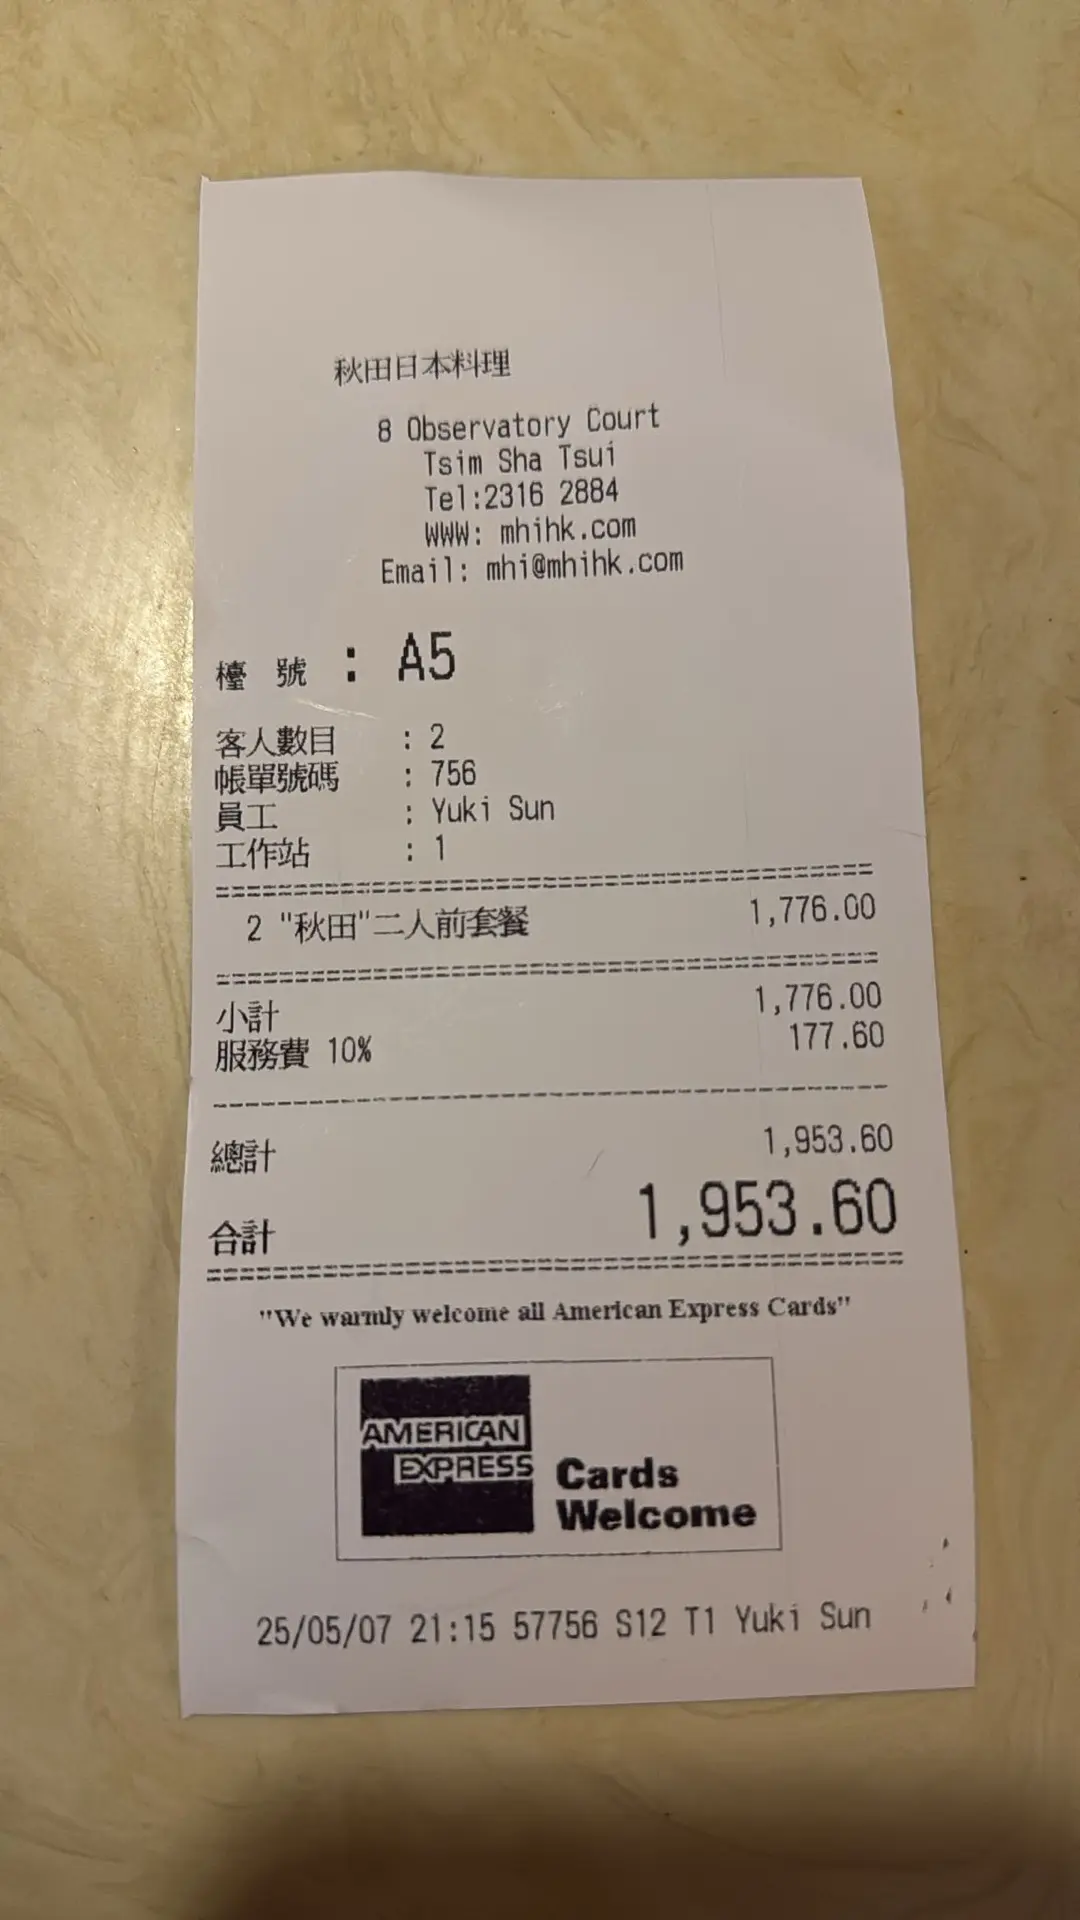 秋田日本料理
8 Observatory Court
Tsim Sha Tsui
Tel:2316 2884
WWW: mhihk.com
Email: mhi@mhihk.com
檯 號 : A5
客人數目 : 2
帳單號碼 : 756
員工 : Yuki Sun
工作站 : 1
2 "秋田"二人前套餐 1,776.00
小計 1,776.00
服務費 10% 177.60
總計 1,953.60
合計 1,953.60
"We warmly welcome all American Express Cards"
AMERICAN
EXPRESS
Cards
Welcome
25/05/07 21:15 57756 S12 T1 Yuki Sun